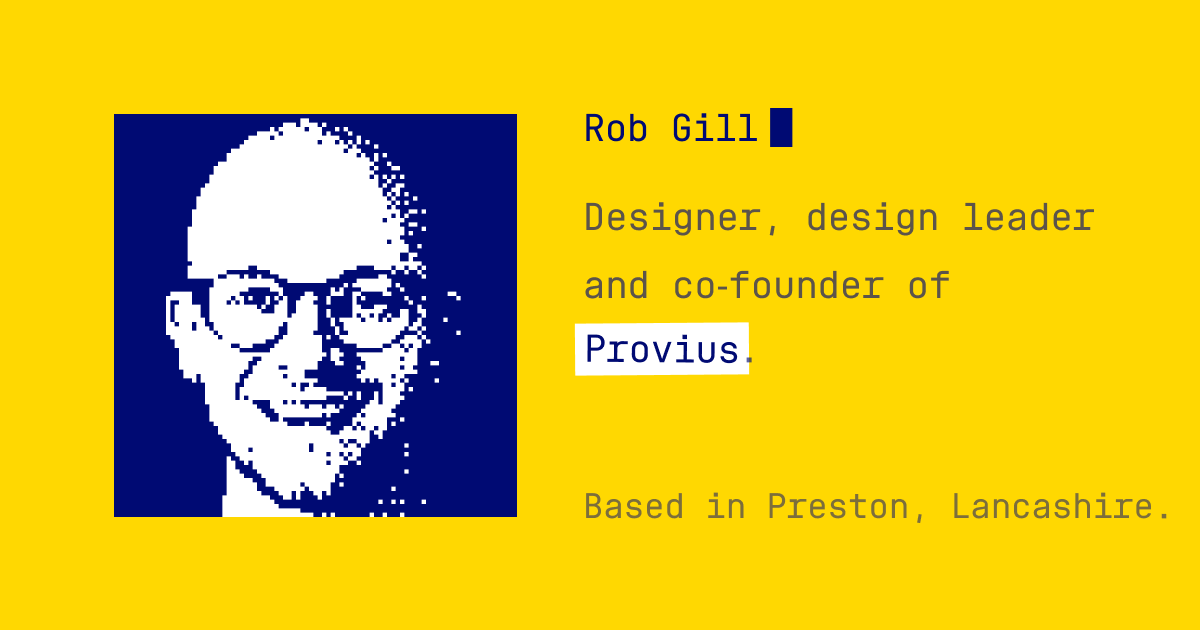 Rob Gill
Designer, design leader
and co-founder of
Provius.
Based in Preston, Lancashire.